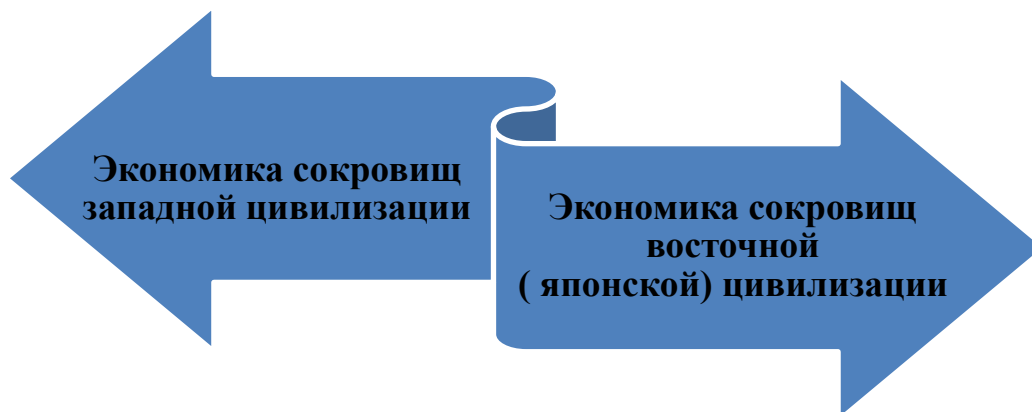 Экономика сокровищ
западной цивилизации
Экономика сокровищ
восточной
( японской) цивилизации